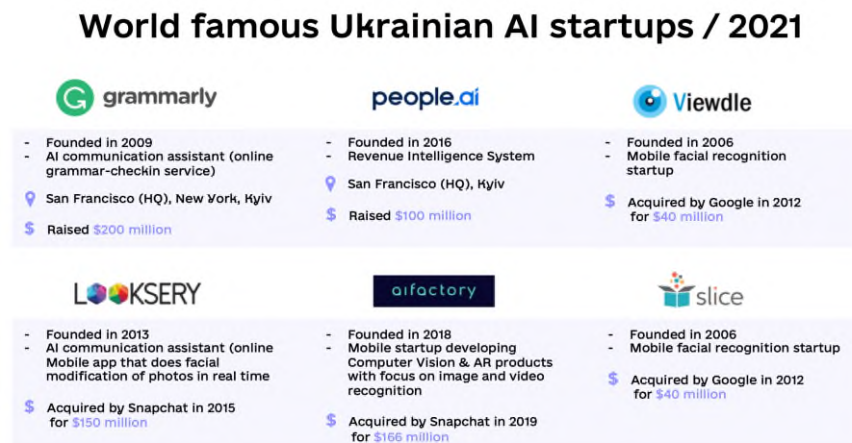 World famous Ukrainian AI startups / 2021
grammarly
- Founded in 2009
- AI communication assistant (online
grammar-checkin service)
San Francisco (HQ), New York, Kyiv
$ Raised $200 million
people.ai
- Founded in 2016
- Revenue Intelligence System
San Francisco (HQ), Kyiv
$ Raised $100 million
Viewdle
- Founded in 2006
- Mobile facial recognition
startup
$ Acquired by Google in 2012
for $40 million
LOOKSERY
- Founded in 2013
- AI communication assistant (online
Mobile app that does facial
modification of photos in real time
$ Acquired by Snapchat in 2015
for $150 million
aifactory
- Founded in 2018
- Mobile startup developing
Computer Vision & AR products
with focus on image and video
recognition
$ Acquired by Snapchat in 2019
for $166 million
slice
- Founded in 2006
- Mobile facial recognition startup
$ Acquired by Google in 2012
for $40 million